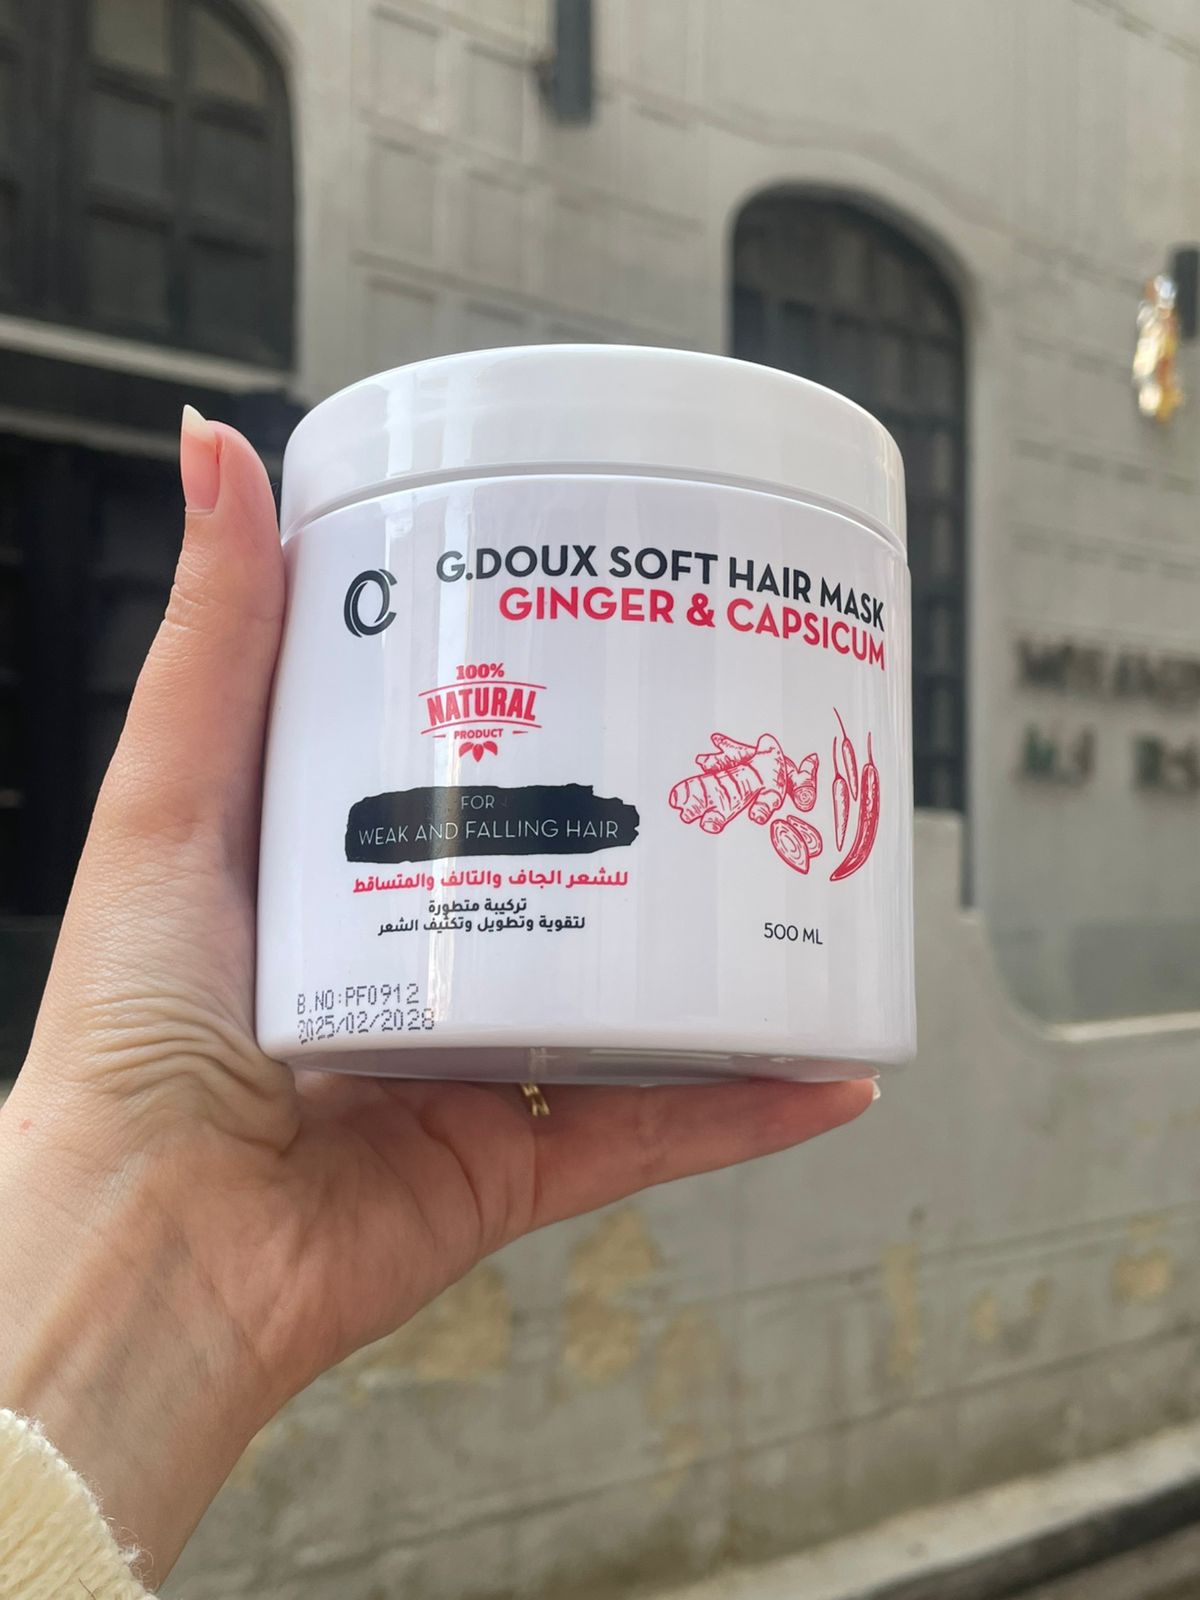 G.DOUX SOFT HAIR MASK
GINGER & CAPSICUM
100%
NATURAL
PRODUCT
FOR
WEAK AND FALLING HAIR
للشعر الجاف والتالف والمتساقط
تركيبة متطورة
لتقوية وتطويل وتكثيف الشعر
500 ML
B.NO:PF0912
2025/02/2028